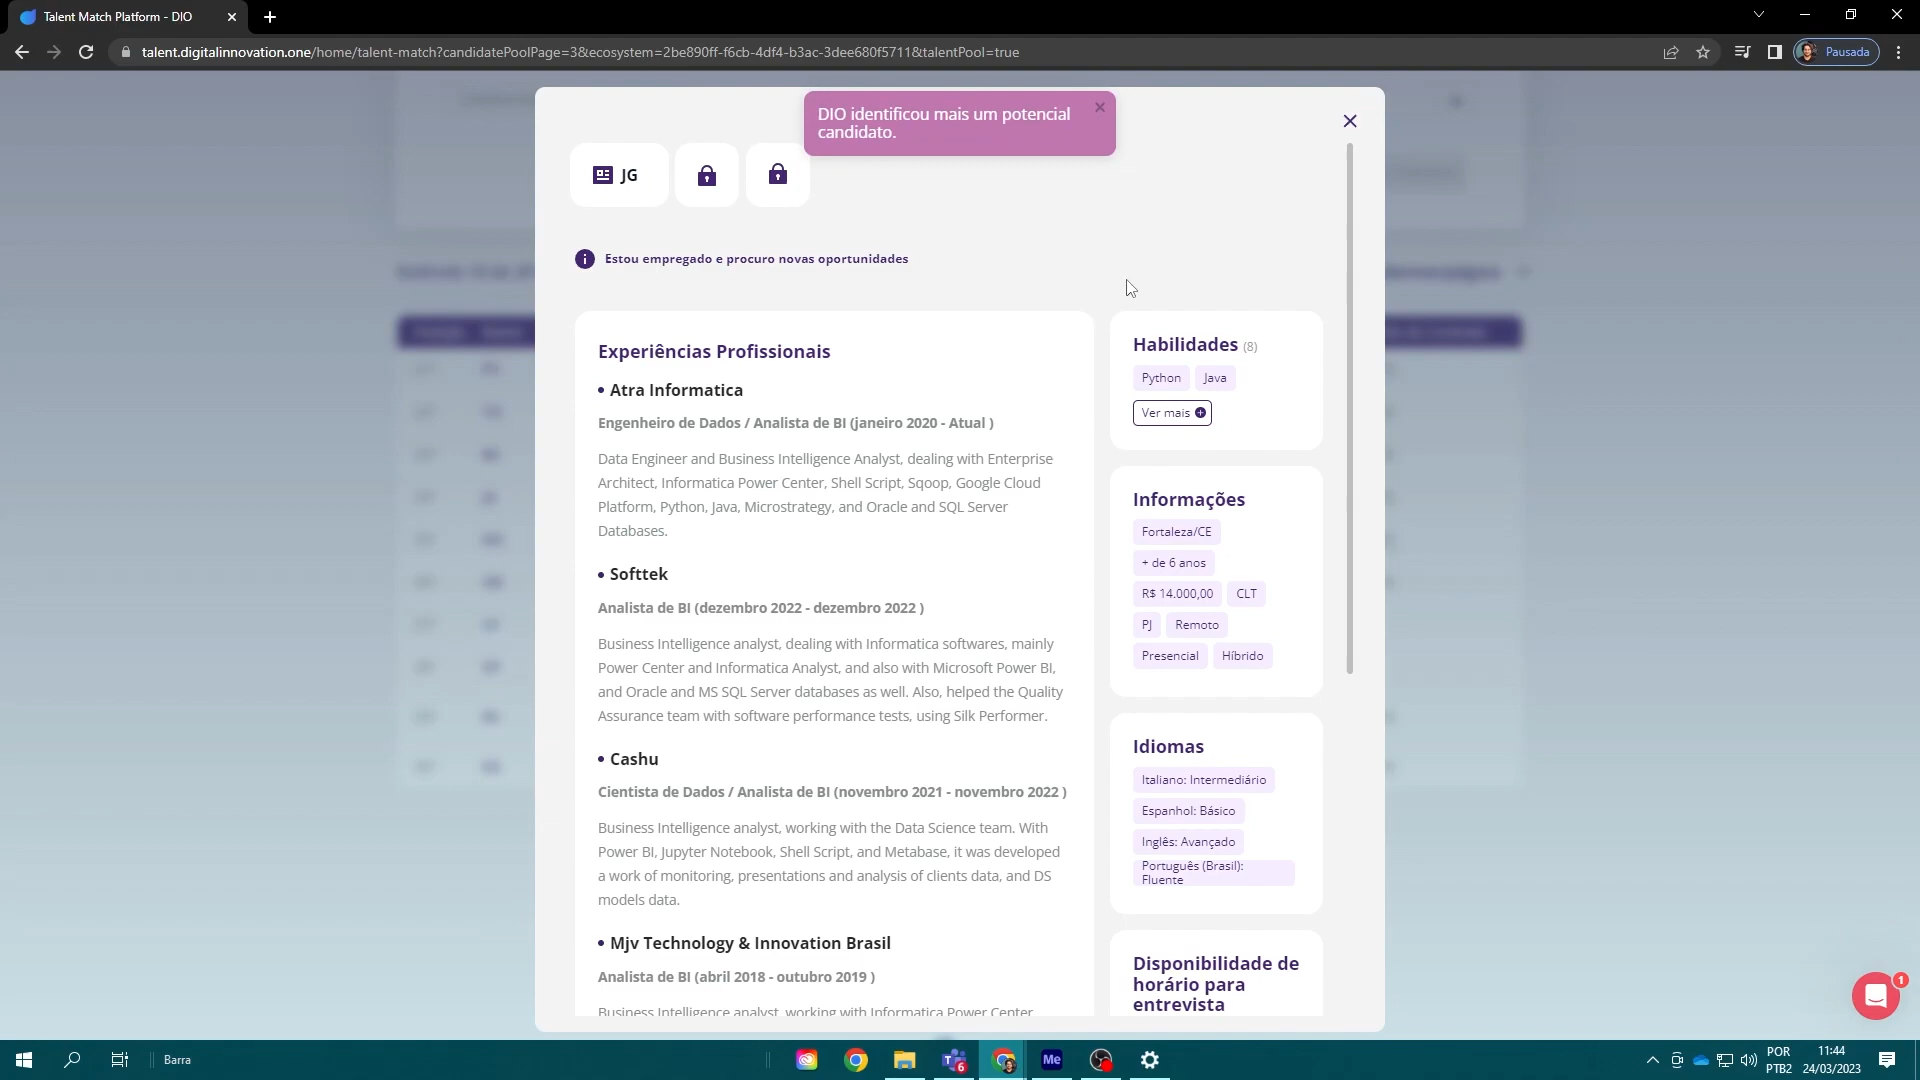 Talent Match Platform - DIO
talent.digitalinnovation.one/home/talent-match?candidatePoolPage=3&ecosystem=2be890ff-f6cb-4df4-b3ac-3dee680f5711&talentPool=true
Pausada
DIO identificou mais um potencial
candidato.
JG
Estou empregado e procuro novas oportunidades
Experiências Profissionais
• Atra Informatica
Engenheiro de Dados / Analista de BI (janeiro 2020 - Atual )
Data Engineer and Business Intelligence Analyst, dealing with Enterprise
Architect, Informatica Power Center, Shell Script, Sqoop, Google Cloud
Platform, Python, Java, Microstrategy, and Oracle and SQL Server
Databases.
• Softtek
Analista de BI (dezembro 2022 - dezembro 2022 )
Business Intelligence analyst, dealing with Informatica softwares, mainly
Power Center and Informatica Analyst, and also with Microsoft Power BI,
and Oracle and MS SQL Server databases as well. Also, helped the Quality
Assurance team with software performance tests, using Silk Performer.
• Cashu
Cientista de Dados / Analista de BI (novembro 2021 - novembro 2022 )
Business Intelligence analyst, working with the Data Science team. With
Power BI, Jupyter Notebook, Shell Script, and Metabase, it was developed
a work of monitoring, presentations and analysis of clients data, and DS
models data.
• Mjv Technology & Innovation Brasil
Analista de BI (abril 2018 - outubro 2019 )
Business Intelligence analyst, working with Informatica Power Center
Habilidades (8)
Python Java
Ver mais
Informações
Fortaleza/CE
+ de 6 anos
R$ 14.000,00 CLT
PJ Remoto
Presencial Híbrido
Idiomas
Italiano: Intermediário
Espanhol: Básico
Inglês: Avançado
Português (Brasil):
Fluente
Disponibilidade de
horário para
entrevista
1
Barra
6
Me
POR
PTB2
11:44
24/03/2023